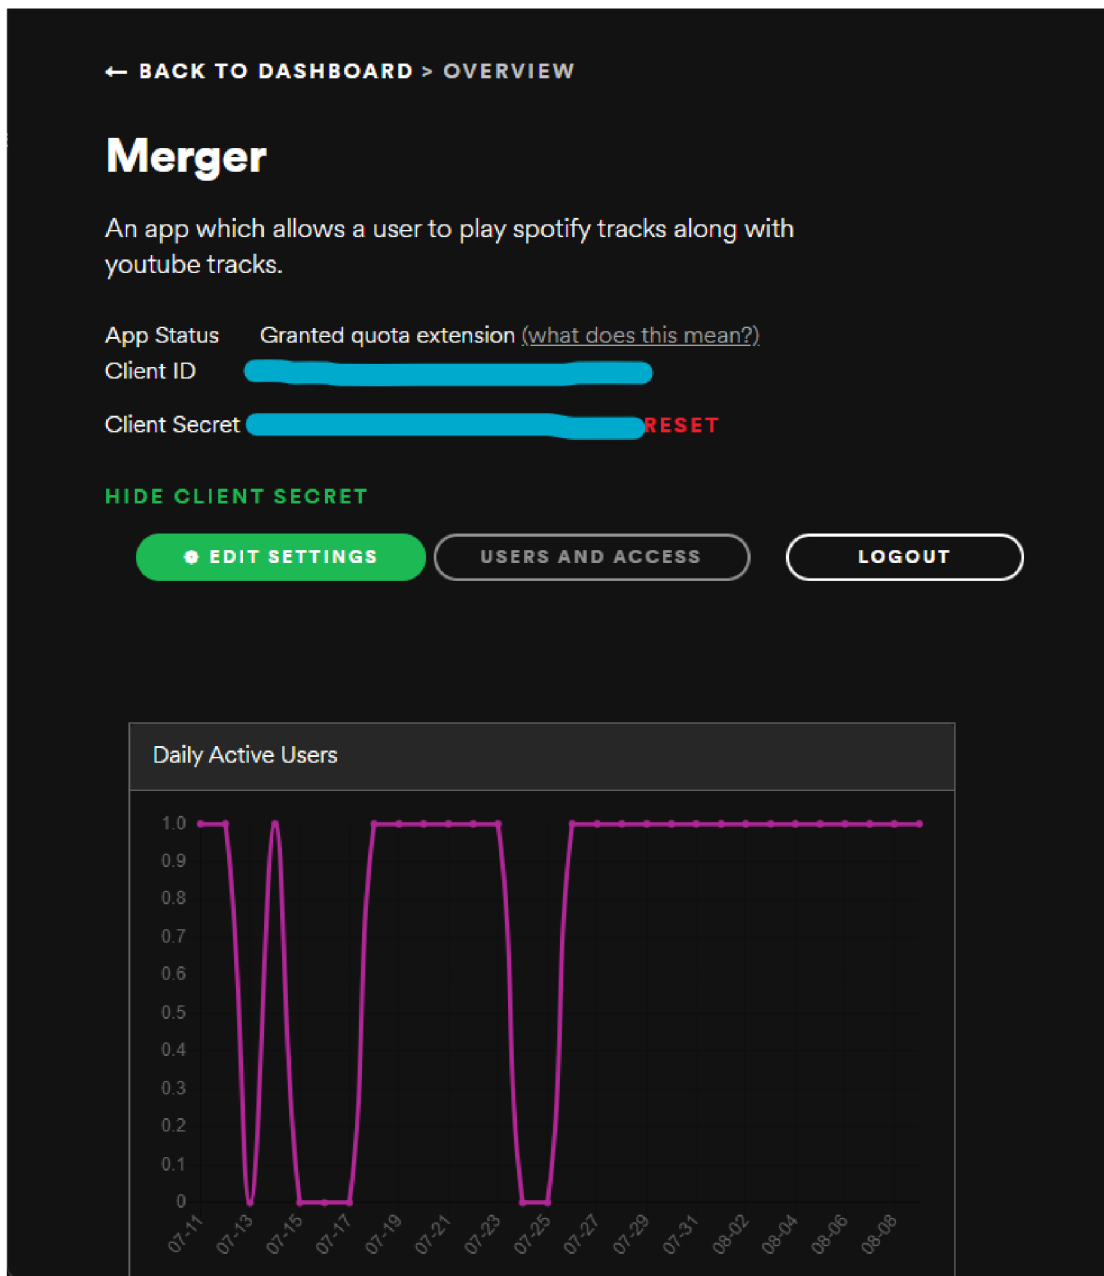 ← BACK TO DASHBOARD > OVERVIEW
Merger
An app which allows a user to play spotify tracks along with
youtube tracks.
App Status Granted quota extension (what does this mean?)
Client ID
Client Secret RESET
HIDE CLIENT SECRET
EDIT SETTINGS USERS AND ACCESS LOGOUT
Daily Active Users
1.0
0.9
0.8
0.7
0.6
0.5
0.4
0.3
0.2
0.1
0
07-11 07-13 07-15 07-17 07-19 07-21 07-23 07-25 07-27 07-29 07-31 08-02 08-04 08-06 08-08